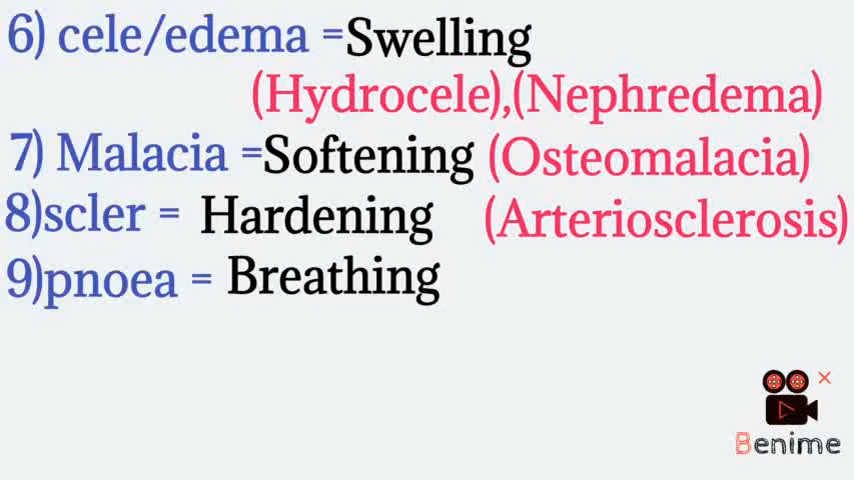 6) cele/edema =Swelling
(Hydrocele),(Nephredema)
7) Malacia =Softening (Osteomalacia)
8)scler = Hardening (Arteriosclerosis)
9)pnoea = Breathing
Benime